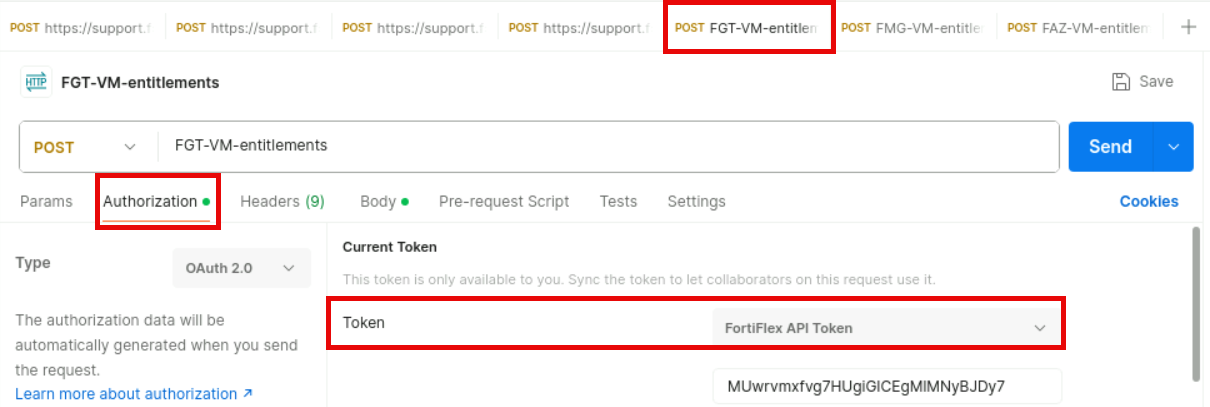 POST https://support.f POST https://support.f POST https://support.f POST https://support.f POST FGT-VM-entitlem POST FMG-VM-entitle POST FAZ-VM-entitlem +
HTTP FGT-VM-entitlements Save
POST FGT-VM-entitlements Send
Params Authorization Headers (9) Body Pre-request Script Tests Settings Cookies
Current Token
Type OAuth 2.0
This token is only available to you. Sync the token to let collaborators on this request use it.
The authorization data will be
automatically generated when you send
the request.
Learn more about authorization ↗
Token FortiFlex API Token
MUwrvmxfvg7HUgiGlCEgMlMNyBJDy7